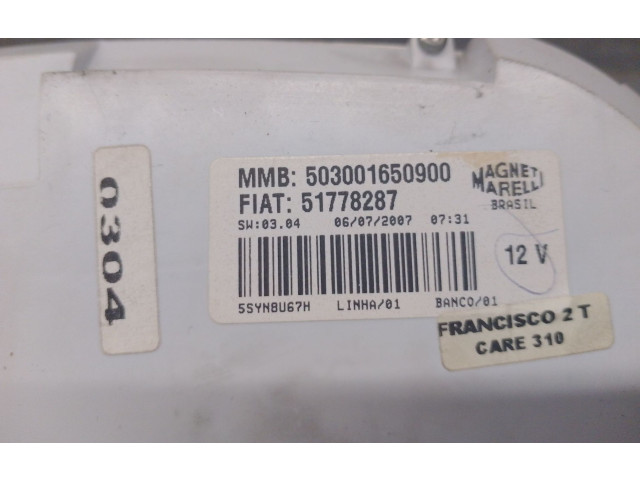 0304
MMB: 503001650900
FIAT: 51778287
SW:03.04 06/07/2007 07:31
5SYN8U67H LINHA/01 BANCO/01
MAGNETI
MARELLI
BRASIL
12 V
FRANCISCO 2 T
CARE 310